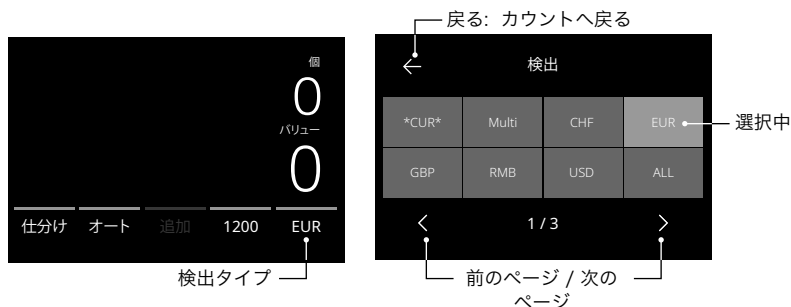 戻る: カウントへ戻る
個
0
バリュー
0
仕分け オート 追加 1200 EUR
検出タイプ
検出
*CUR* Multi CHF EUR
選択中
GBP RMB USD ALL
1 / 3
前のページ / 次の
ページ